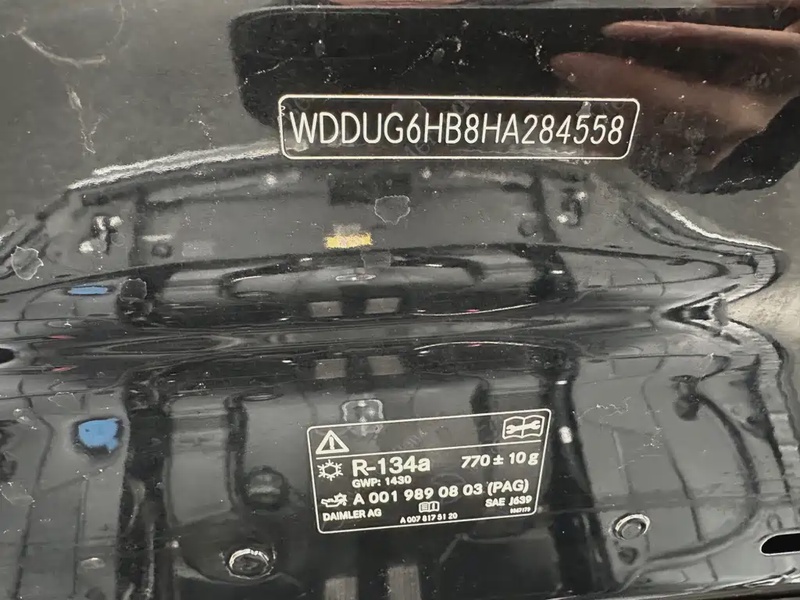 WDDUG6HB8HA284558
R-134a 770 ± 10 g
GWP: 1430
A 001 989 08 03 (PAG)
DAIMLER AG SAE J639
A 007 817 51 20